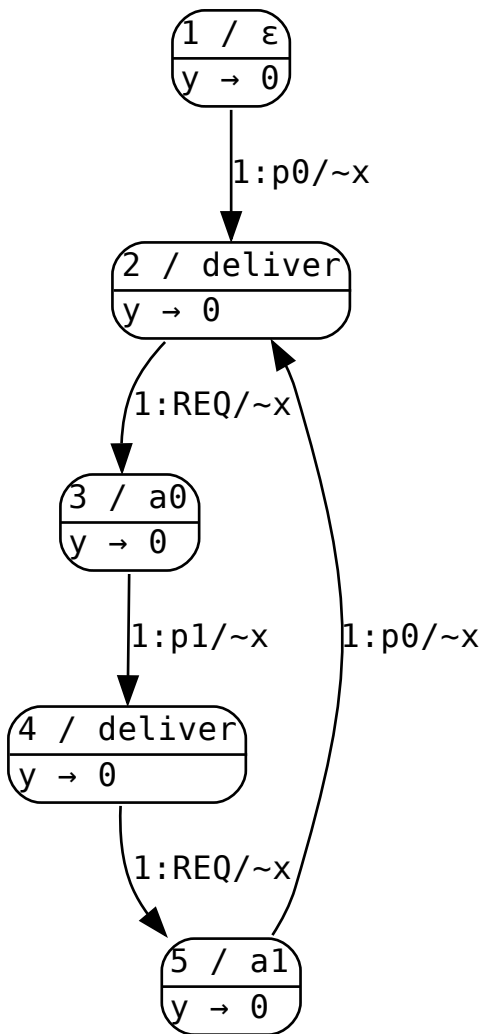 1 / ε
y → 0
1:p0/~x
2 / deliver
y → 0
1:REQ/~x
3 / a0
y → 0
1:p1/~x
1:p0/~x
4 / deliver
y → 0
1:REQ/~x
5 / a1
y → 0